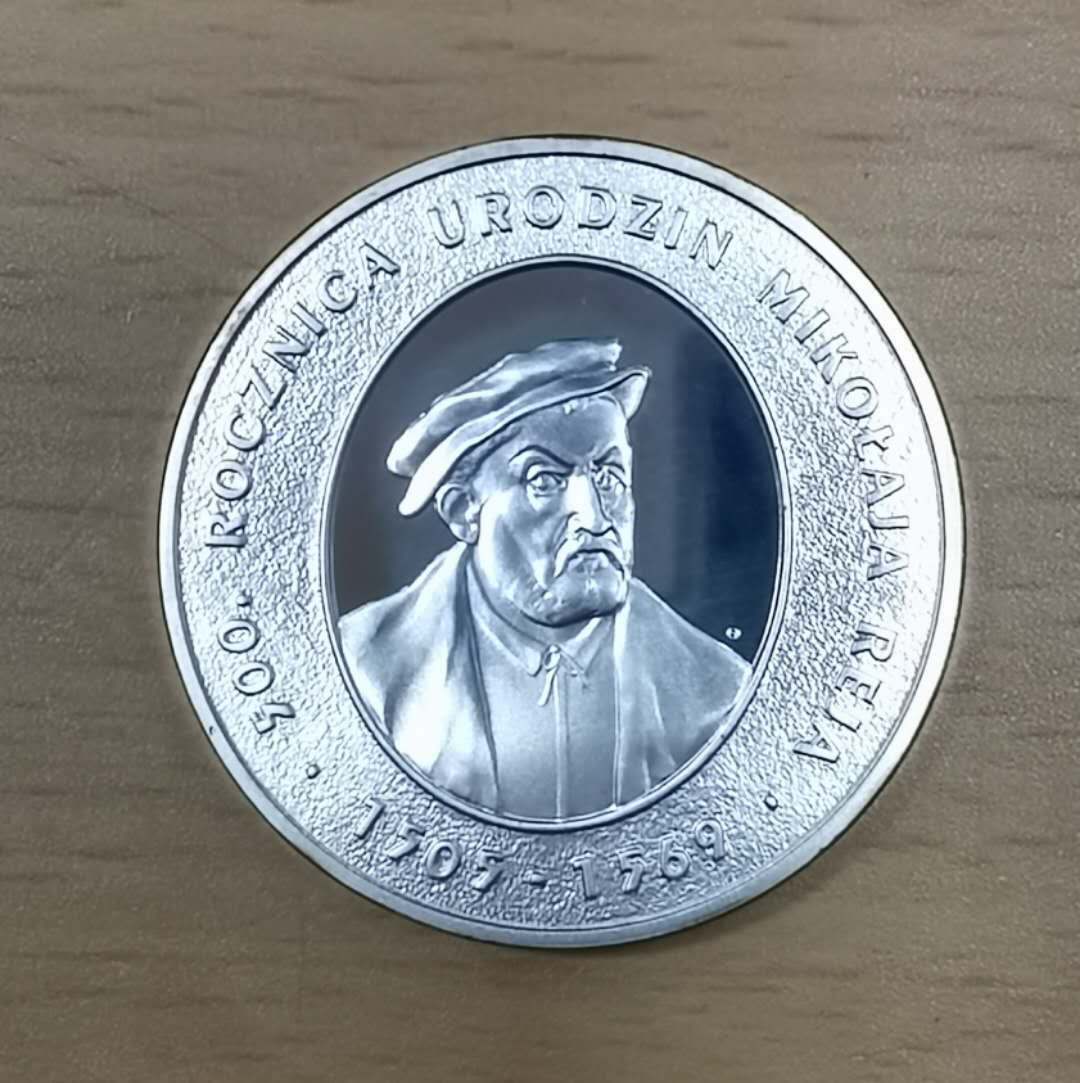 500. ROCZNICA URODZIN MIKOŁAJA REJA
· 1505 - 1569 ·